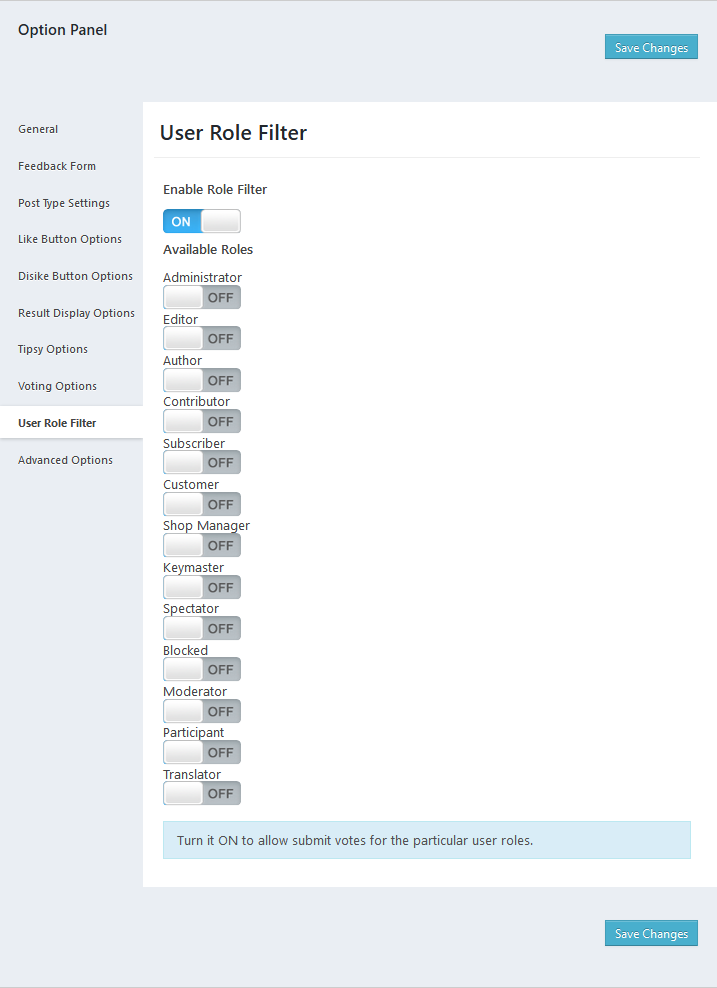 Option Panel
Save Changes
General
Feedback Form
Post Type Settings
Like Button Options
Disike Button Options
Result Display Options
Tipsy Options
Voting Options
User Role Filter
Advanced Options
User Role Filter
Enable Role Filter
ON
Available Roles
Administrator
OFF
Editor
OFF
Author
OFF
Contributor
OFF
Subscriber
OFF
Customer
OFF
Shop Manager
OFF
Keymaster
OFF
Spectator
OFF
Blocked
OFF
Moderator
OFF
Participant
OFF
Translator
OFF
Turn it ON to allow submit votes for the particular user roles.
Save Changes